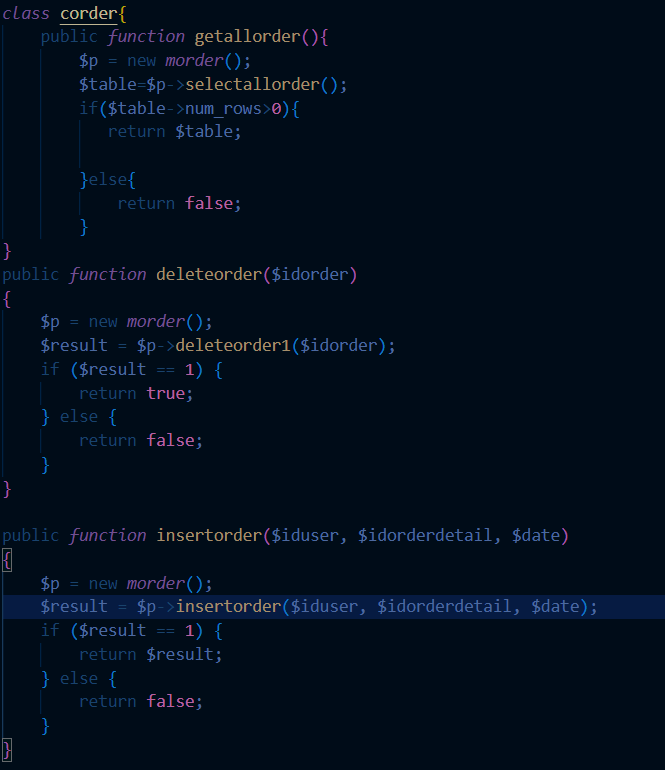 class corder{
    public function getallorder(){
        $p = new morder();
        $table=$p->selectallorder();
        if($table->num_rows>0){
           return $table;
        }else{
            return false;
        }
}
public function deleteorder($idorder)
{
    $p = new morder();
    $result = $p->deleteorder1($idorder);
    if ($result == 1) {
        return true;
    } else {
        return false;
    }
}
public function insertorder($iduser, $idorderdetail, $date)
{
    $p = new morder();
    $result = $p->insertorder($iduser, $idorderdetail, $date);
    if ($result == 1) {
        return $result;
    } else {
        return false;
    }
}